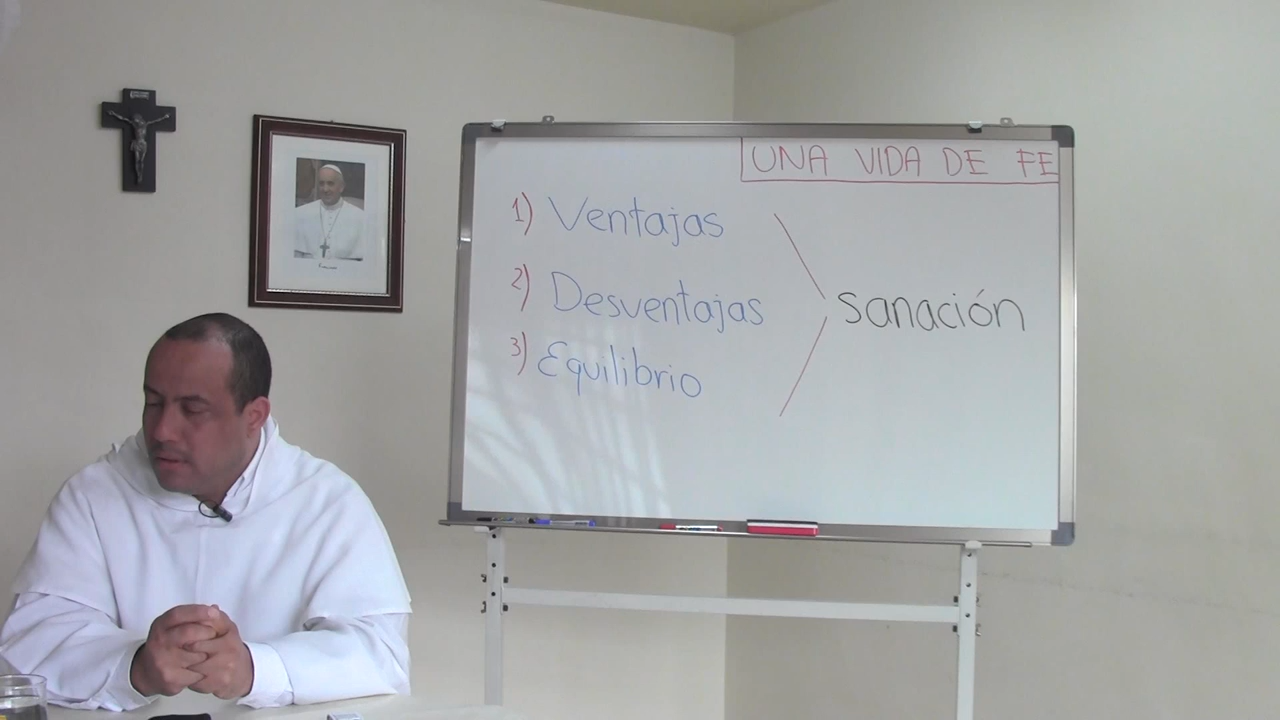 UNA VIDA DE FE
1) Ventajas
2) Desventajas
3) Equilibrio
sanación